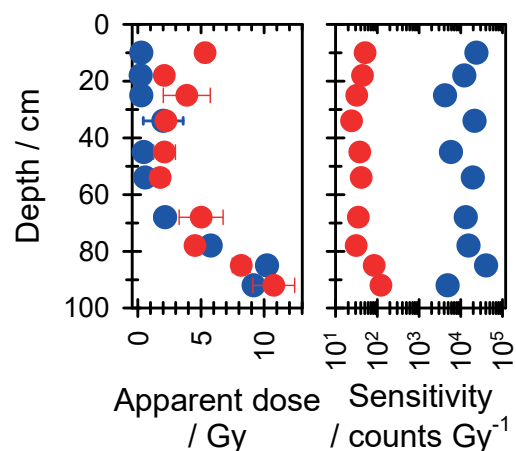 0
20
40
60
80
100
Depth / cm
0
5
10
Apparent dose
/ Gy
10¹
10²
10³
10⁴
10⁵
Sensitivity
/ counts Gy⁻¹